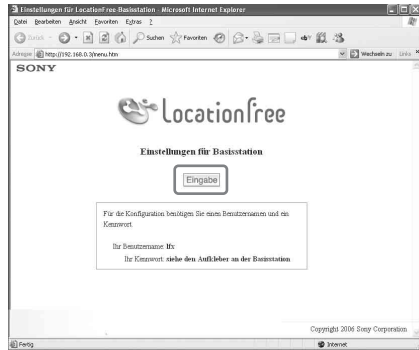 Einstellungen für LocationFree-Basisstation - Microsoft Internet Explorer
Datei Bearbeiten Ansicht Favoriten Extras ?
Zurück Suchen Favoriten
Adresse http://192.168.0.3/menu.htm Wechseln zu Links
SONY
LocationFree
Einstellungen für Basisstation
Eingabe
Für die Konfiguration benötigen Sie einen Benutzernamen und ein
Kennwort.
Ihr Benutzername: lfx
Ihr Kennwort: siehe den Aufkleber an der Basisstation
Copyright 2006 Sony Corporation
Fertig Internet